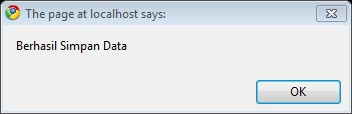 The page at localhost says:
Berhasil Simpan Data
OK